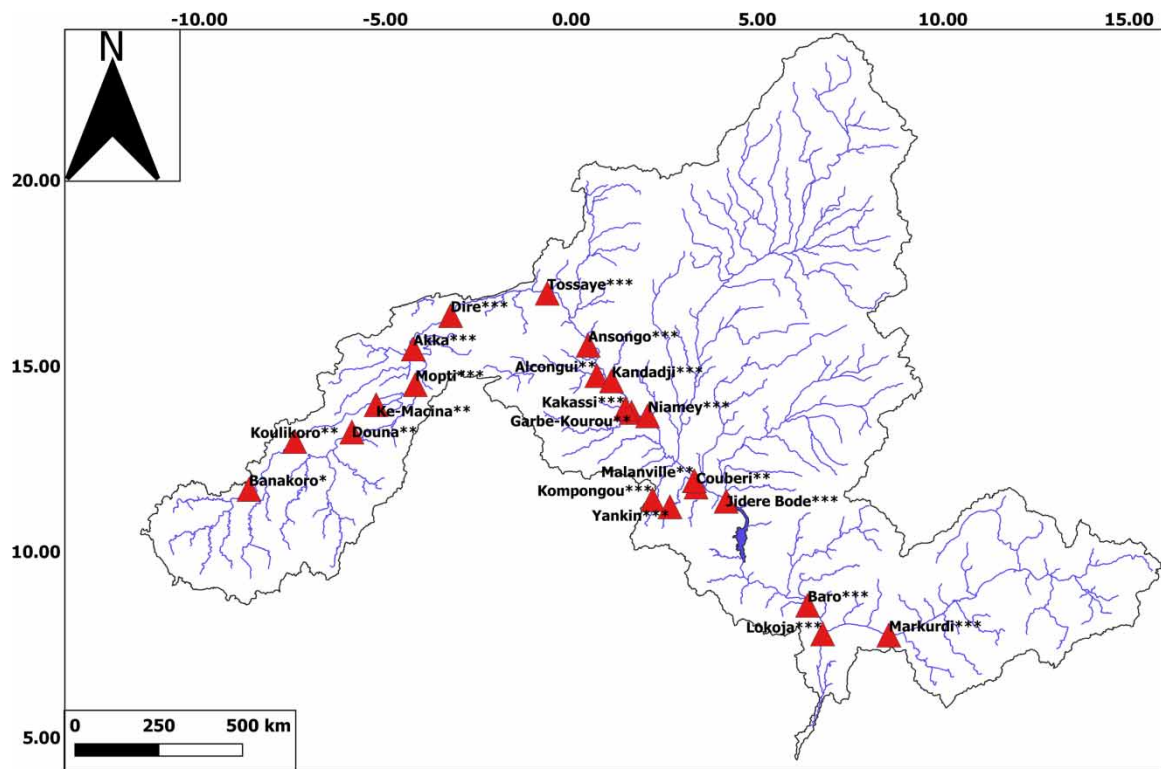 -10.00 -5.00 0.00 5.00 10.00 15.00
N
20.00
Tossaye***
Dire***
Ansongo***
Akka***
15.00
Alcongui**
Kandadji***
Mopti***
Kakassi***
Niamey***
Ke-Macina**
Garbe-Kourou**
Koulikoro**
Douna**
Malanville**
Couberi**
Banakoro*
Kompongou***
Jidere Bode***
Yankin***
10.00
Baro***
Lokoja***
Markurdi***
5.00
0 250 500 km